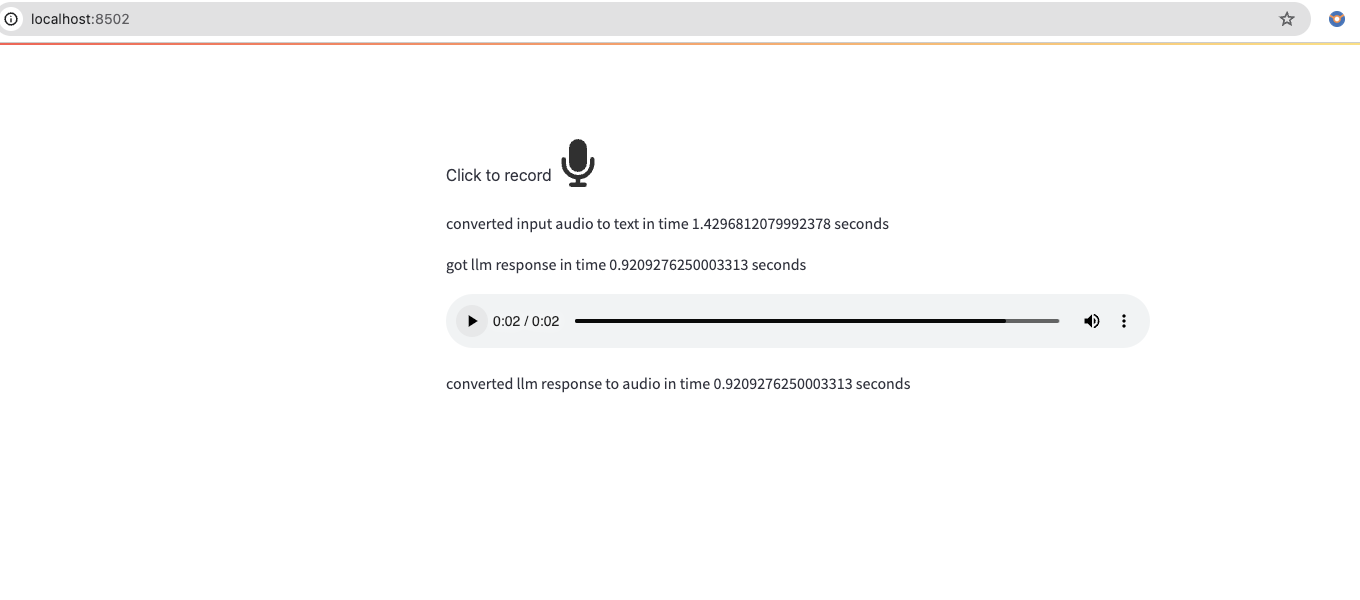 localhost:8502
Click to record
converted input audio to text in time 1.4296812079992378 seconds
got llm response in time 0.9209276250003313 seconds
0:02 / 0:02
converted llm response to audio in time 0.9209276250003313 seconds